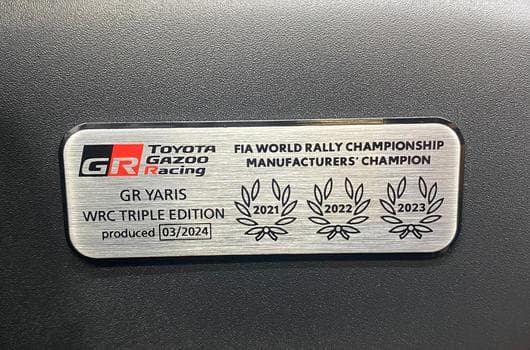 GR TOYOTA
GAZOO
Racing
GR YARIS
WRC TRIPLE EDITION
produced 03/2024
FIA WORLD RALLY CHAMPIONSHIP
MANUFACTURERS' CHAMPION
2021 2022 2023